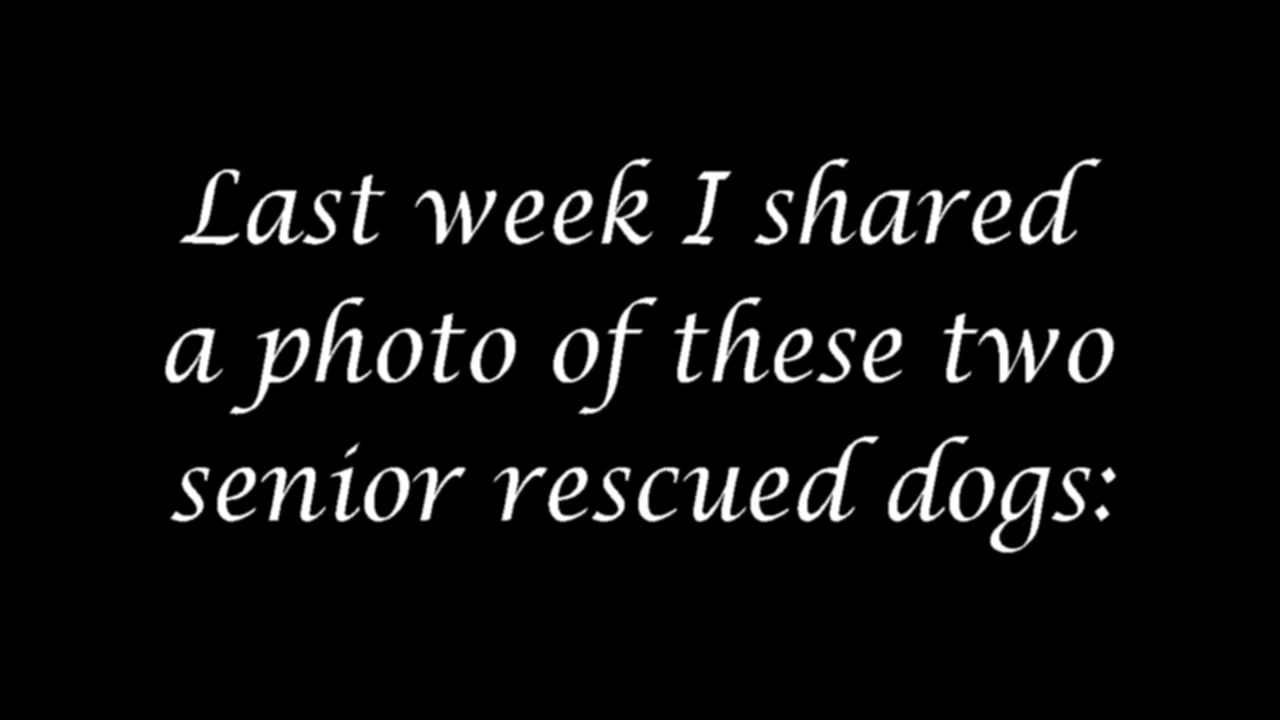 Last week I shared
a photo of these two
senior rescued dogs: